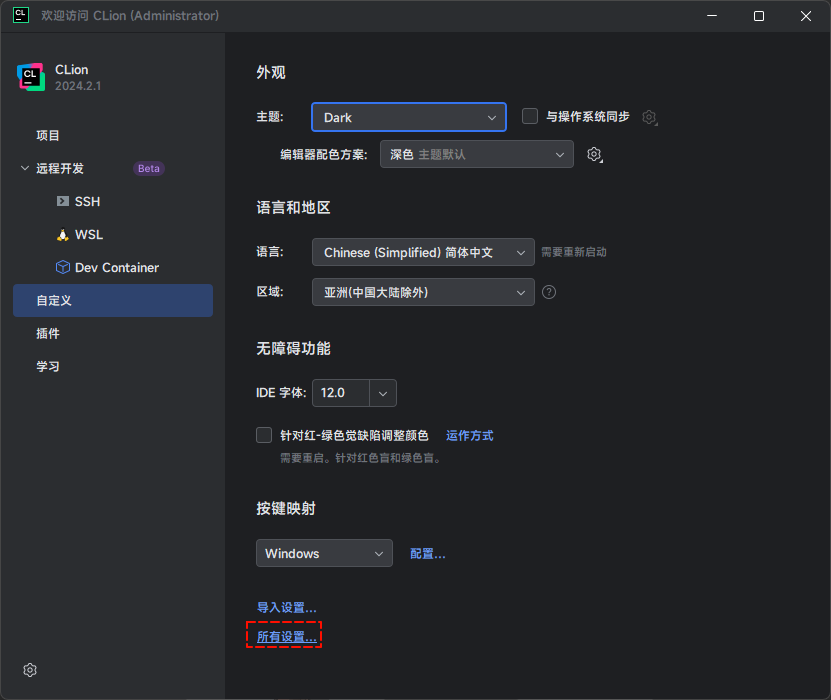 CL 欢迎访问 CLion (Administrator)
CL CLion
2024.2.1
项目
远程开发 Beta
SSH
WSL
Dev Container
自定义
插件
学习
外观
主题: Dark 与操作系统同步
编辑器配色方案: 深色 主题默认
语言和地区
语言: Chinese (Simplified) 简体中文 需要重新启动
区域: 亚洲(中国大陆除外) ?
无障碍功能
IDE 字体: 12.0
针对红-绿色觉缺陷调整颜色 运作方式
需要重启。针对红色盲和绿色盲。
按键映射
Windows 配置...
导入设置...
所有设置...